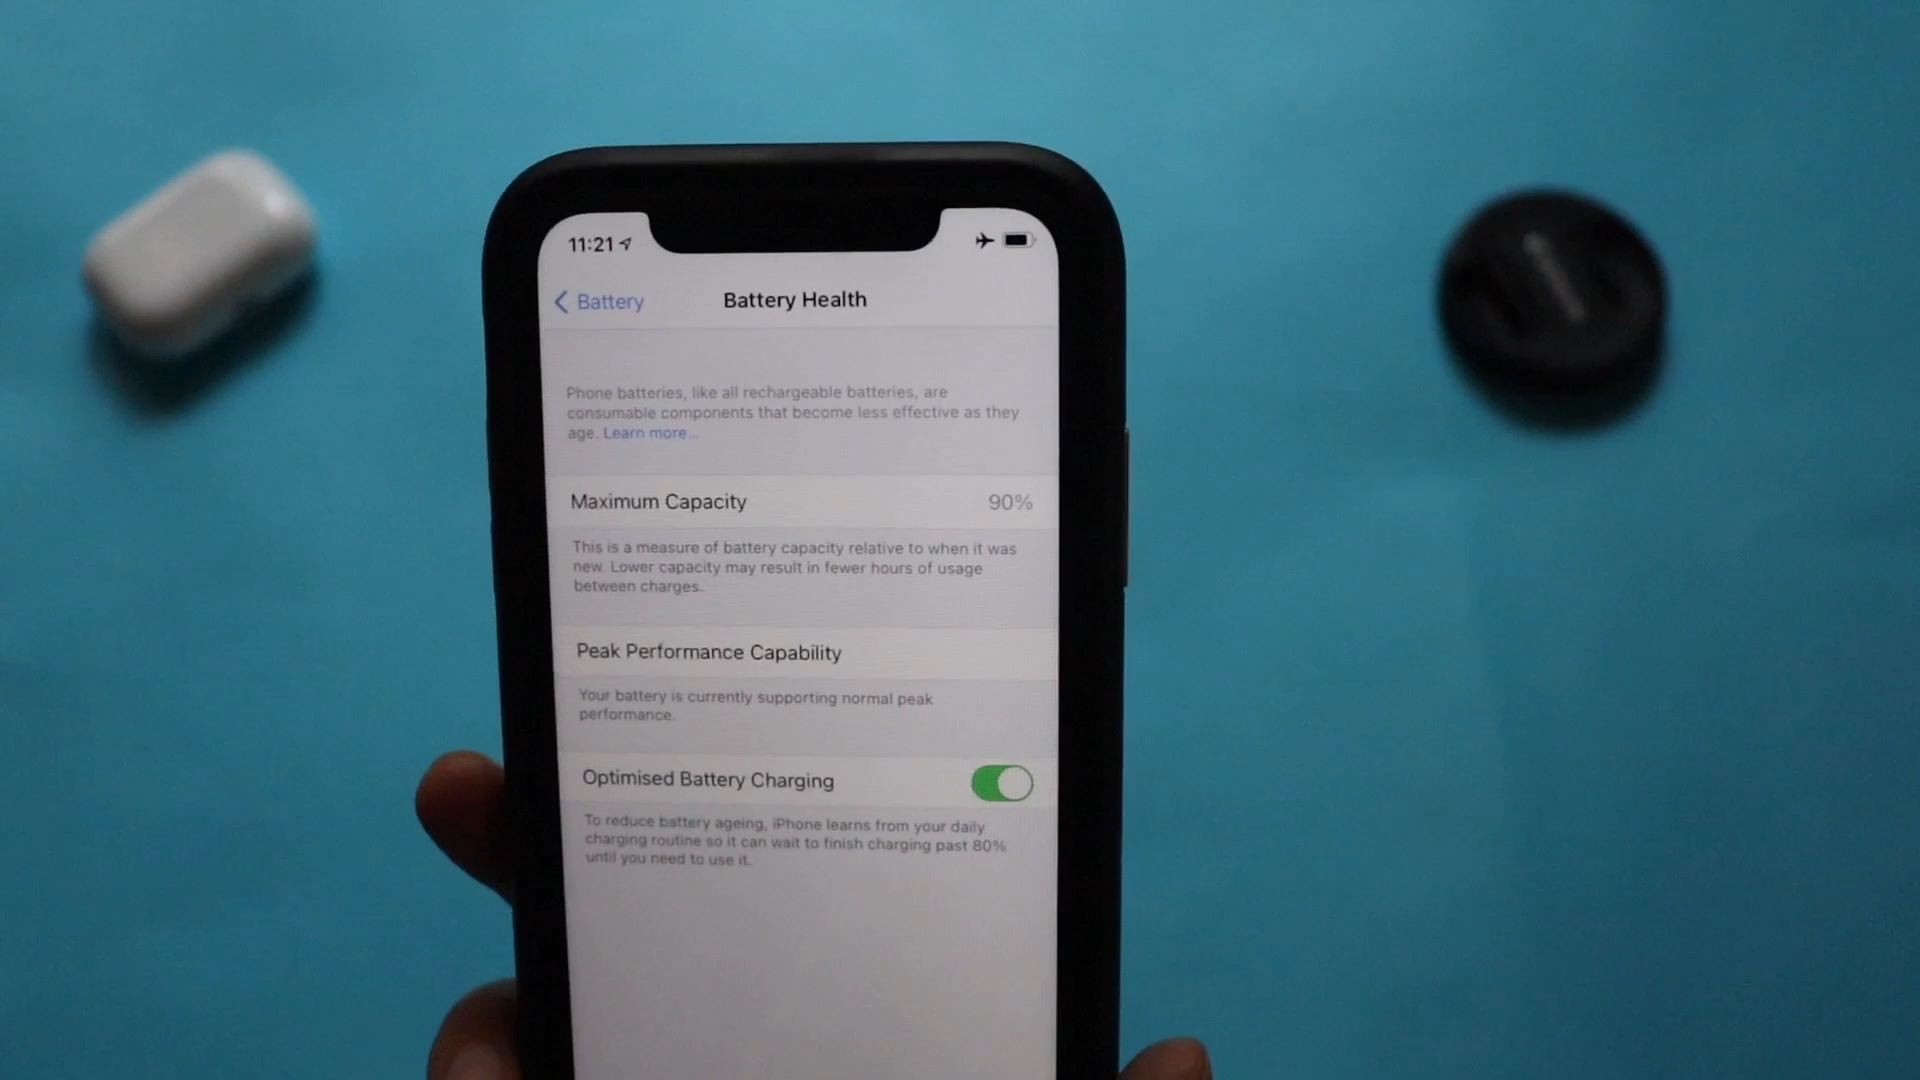 11:21
Battery
Battery Health
Phone batteries, like all rechargeable batteries, are
consumable components that become less effective as they
age. Learn more...
Maximum Capacity 90%
This is a measure of battery capacity relative to when it was
new. Lower capacity may result in fewer hours of usage
between charges.
Peak Performance Capability
Your battery is currently supporting normal peak
performance.
Optimised Battery Charging
To reduce battery ageing, iPhone learns from your daily
charging routine so it can wait to finish charging past 80%
until you need to use it.